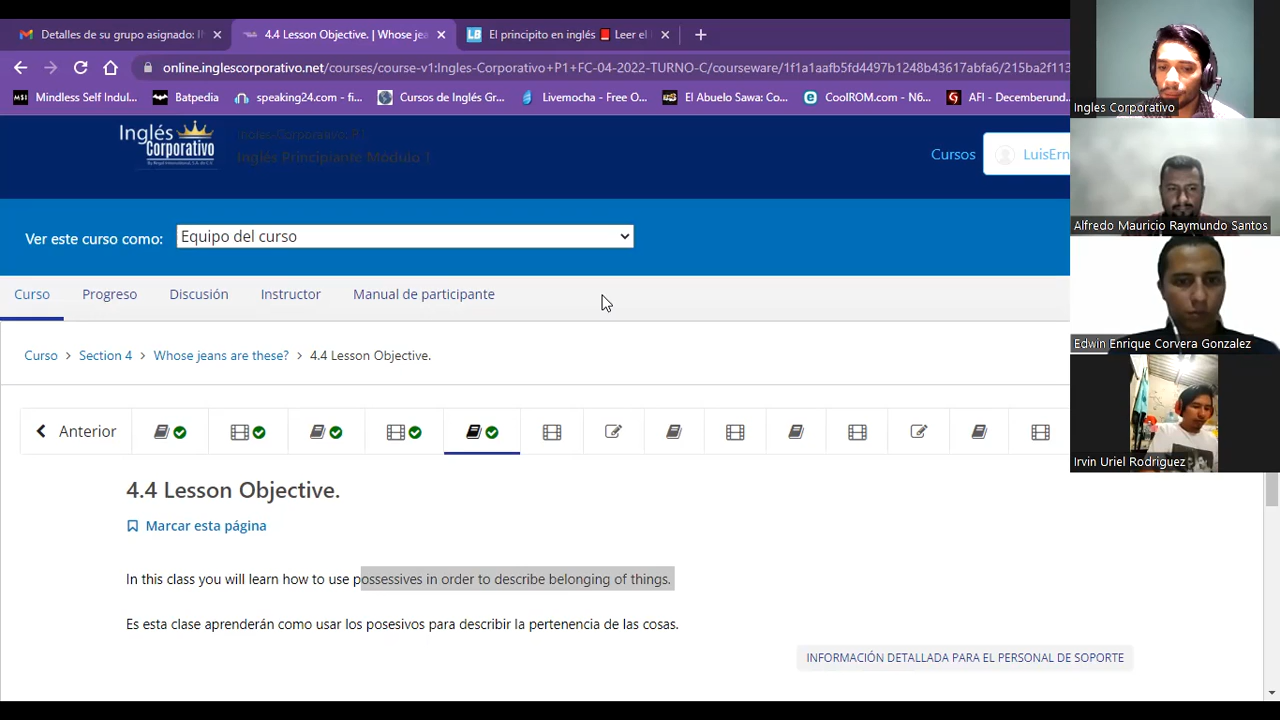 Detalles de su grupo asignado: I
4.4 Lesson Objective. | Whose je
El principito en inglés 📕 Leer el
online.inglescorporativo.net/courses/course-v1:Ingles-Corporativo+P1+FC-04-2022-TURNO-C/courseware/1f1a1aafb5fd4497b1248b43617abfa6/215ba2f113
Mindless Self Indul...
Batpedia
speaking24.com - fi...
Cursos de Inglés Gr...
Livemocha - Free O...
El Abuelo Sawa: Co...
CoolROM.com - N6...
AFI - Decemberund...
Inglés
Corporativo
Ingles-Corporativo, P1
Inglés Principiante Módulo 1
Cursos
LuisErn
Ver este curso como:
Equipo del curso
Curso
Progreso
Discusión
Instructor
Manual de participante
Curso > Section 4 > Whose jeans are these? > 4.4 Lesson Objective.
Anterior
4.4 Lesson Objective.
Marcar esta página
In this class you will learn how to use possessives in order to describe belonging of things.
Es esta clase aprenderán como usar los posesivos para describir la pertenencia de las cosas.
INFORMACIÓN DETALLADA PARA EL PERSONAL DE SOPORTE
Ingles Corporativo
Alfredo Mauricio Raymundo Santos
Edwin Enrique Corvera Gonzalez
Irvin Uriel Rodriguez